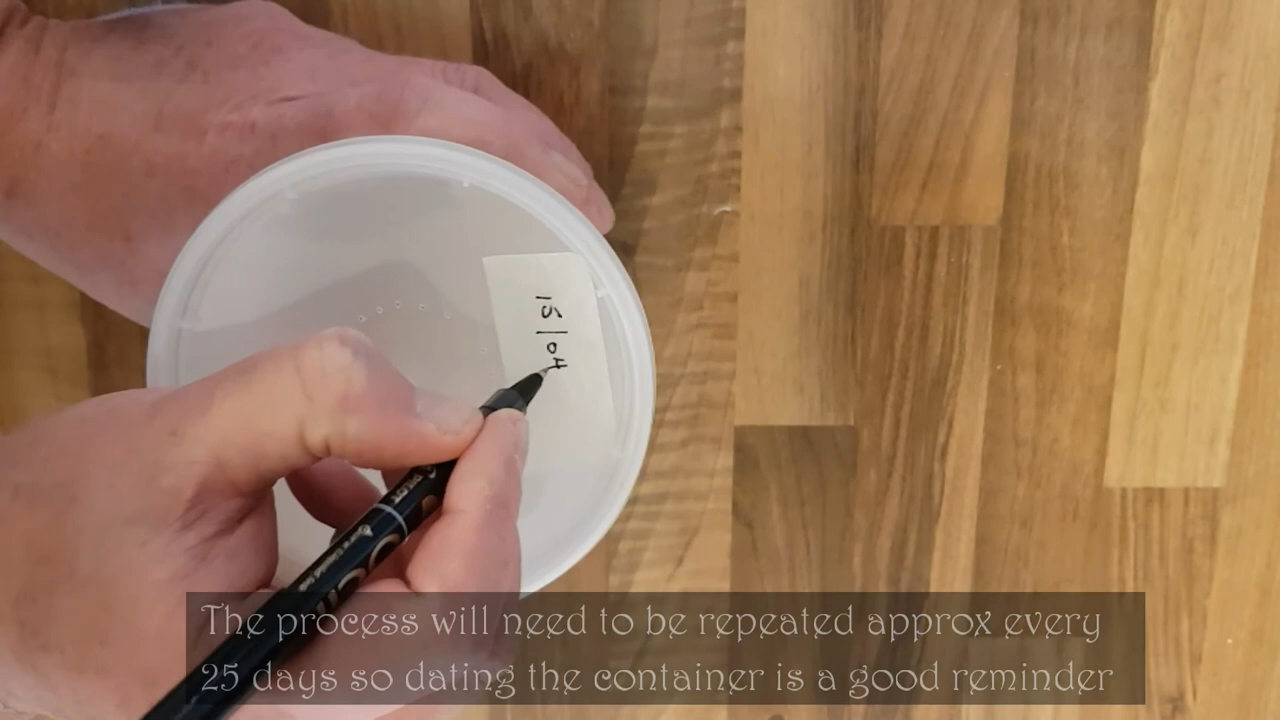 15/04
PILOT
The process will need to be repeated approx every
25 days so dating the container is a good reminder